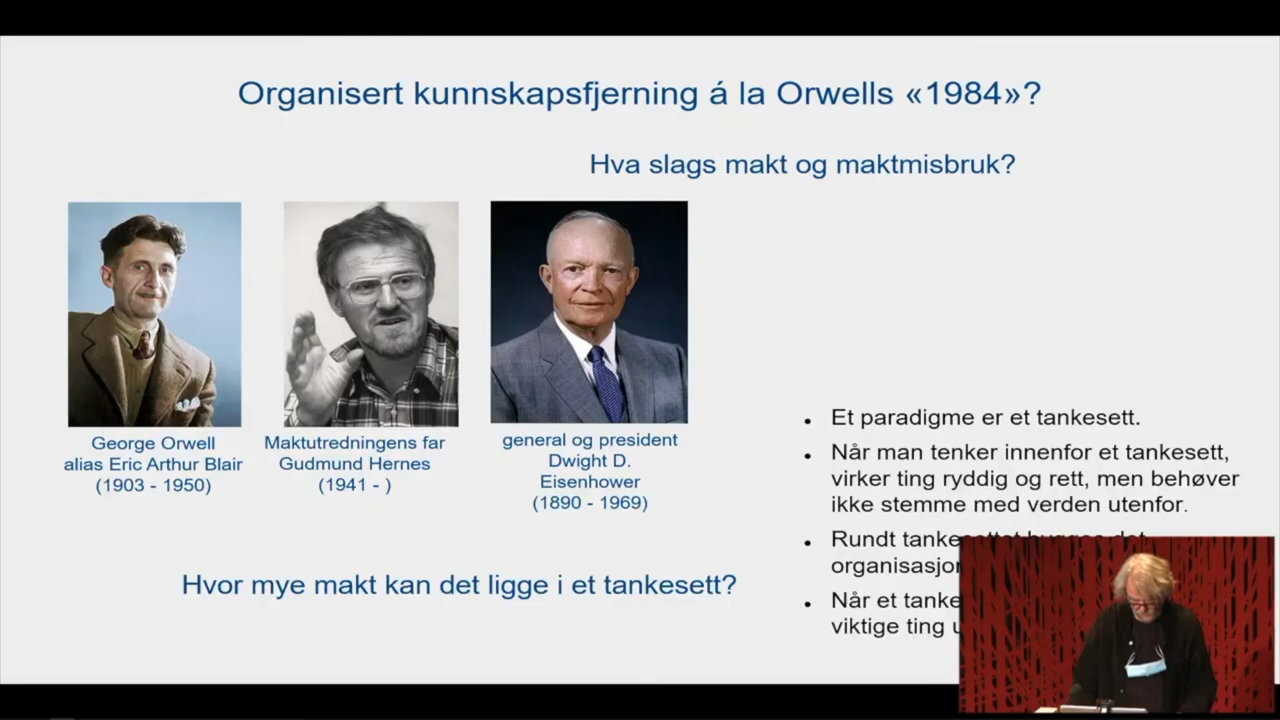 Organisert kunnskapsfjerning á la Orwells «1984»?
Hva slags makt og maktmisbruk?
George Orwell
alias Eric Arthur Blair
(1903 - 1950)
Maktutredningens far
Gudmund Hernes
(1941 - )
general og president
Dwight D.
Eisenhower
(1890 - 1969)
Hvor mye makt kan det ligge i et tankesett?
• Et paradigme er et tankesett.
• Når man tenker innenfor et tankesett,
virker ting ryddig og rett, men behøver
ikke stemme med verden utenfor.
• Rundt
• Når et
viktige ting